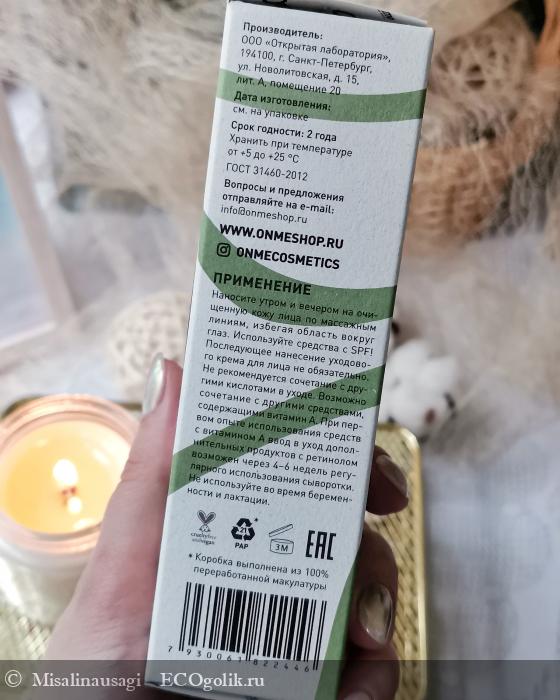 Производитель:
ООО «Открытая лаборатория»,
194100, г. Санкт-Петербург,
ул. Новолитовская, д. 15,
лит. А, помещение 20
Дата изготовления:
см. на упаковке
Срок годности: 2 года
Хранить при температуре
от +5 до +25 °С
ГОСТ 31460-2012
Вопросы и предложения
отправляйте на e-mail:
info@onmeshop.ru
WWW.ONMESHOP.RU
ONMECOSMETICS
ПРИМЕНЕНИЕ
Наносите утром и вечером на очи-
щенную кожу лица по массажным
линиям, избегая область вокруг
глаз. Используйте средства с SPF!
Последующее нанесение уходово-
го крема для лица не обязательно.
Не рекомендуется сочетание с дру-
гими кислотами в уходе. Возможно
сочетание с другими средствами,
содержащими витамин А. При пер-
вом опыте использования средств
с витамином А ввод в уход допол-
нительных продуктов с ретинолом
возможен через 4-6 недель регу-
лярного использования сыворотки.
Не используйте во время беремен-
ности и лактации.
crueltyfree
andvegan
21
*
PAP
3M
EAC
* Коробка выполнена из 100%
переработанной макулатуры
7 930061 822446
© Misalinausagi ECOgolik.ru